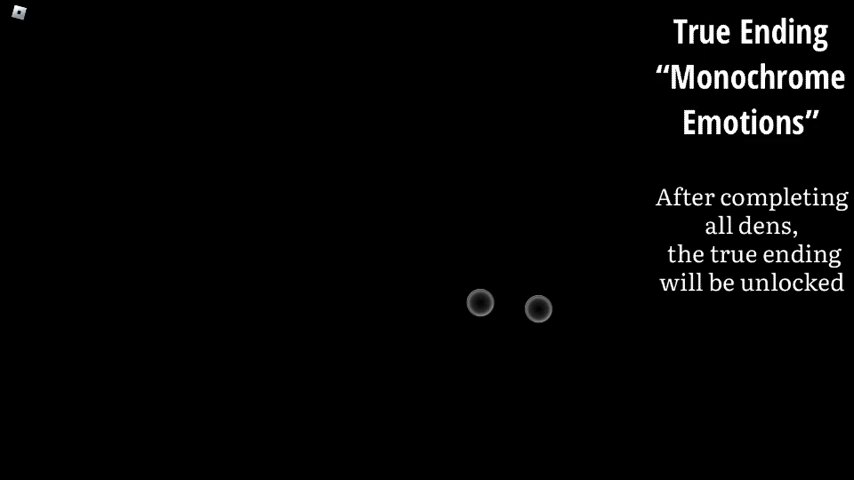 True Ending
“Monochrome
Emotions”
After completing
all dens,
the true ending
will be unlocked